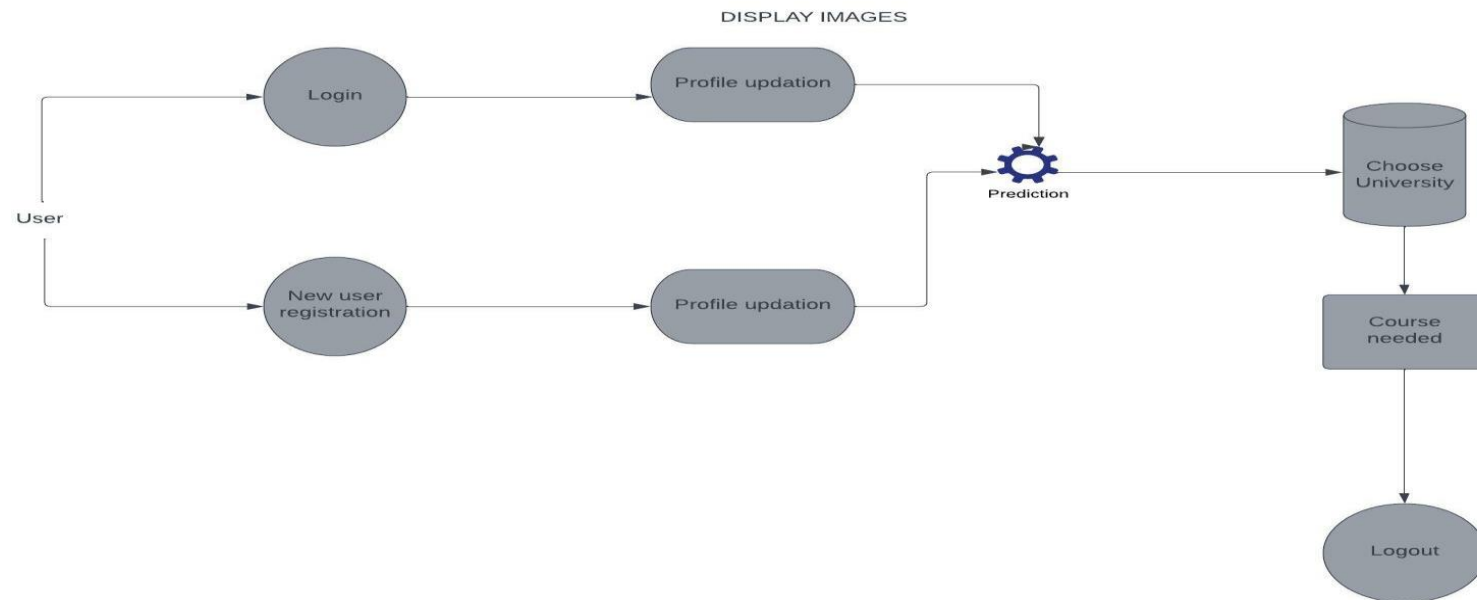 DISPLAY IMAGES
Login
Profile updation
Choose
University
Prediction
User
New user
registration
Profile updation
Course
needed
Logout